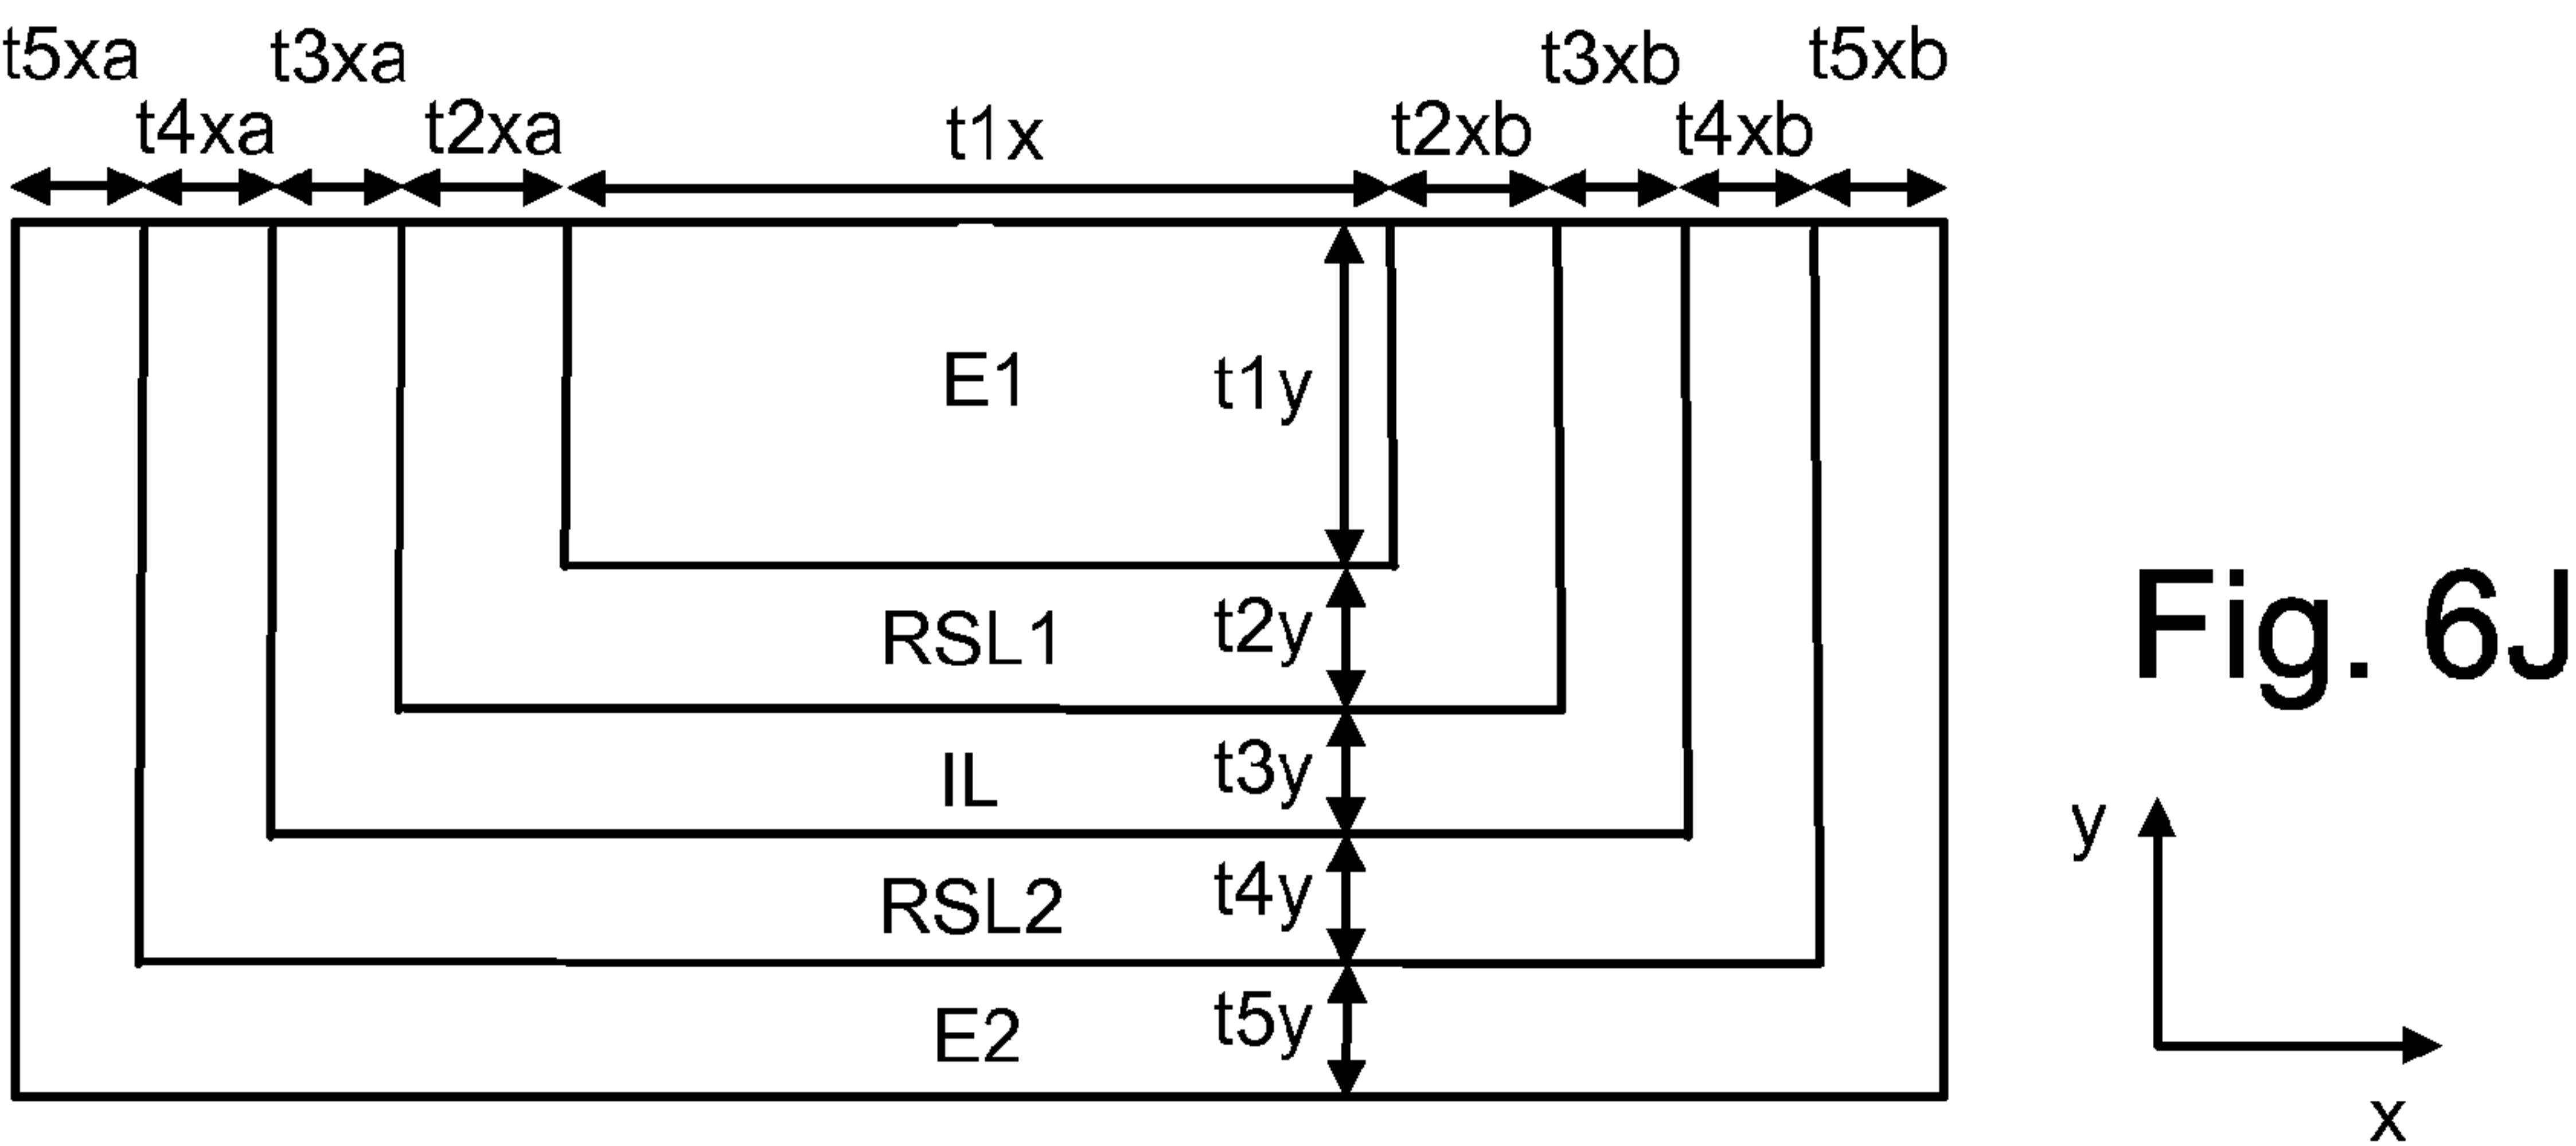 t5xa t3xa t3xb t5xb
t4xa t2xa t1x t2xb t4xb
E1 t1y
RSL1 t2y
IL t3y
RSL2 t4y
E2 t5y
Fig. 6J
y
x